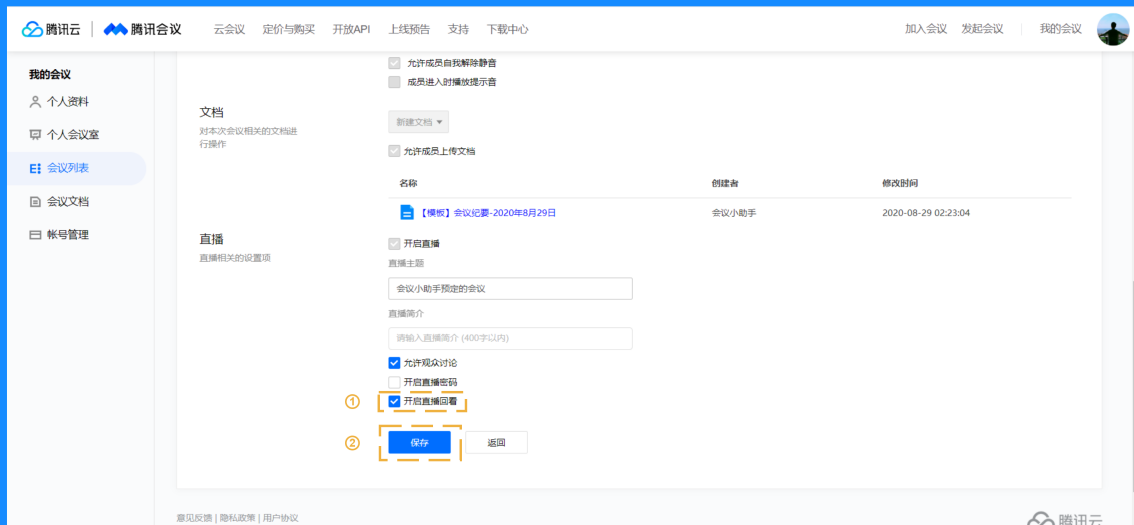 腾讯云 腾讯会议 云会议 定价与购买 开放API 上线预告 支持 下载中心 加入会议 发起会议 我的会议
我的会议
个人资料
个人会议室
会议列表
会议文档
帐号管理
允许成员自我解除静音
成员进入时播放提示音
文档
对本次会议相关的文档进
行操作
新建文档
允许成员上传文档
名称 创建者 修改时间
【模板】会议纪要-2020年8月29日 会议小助手 2020-08-29 02:23:04
直播
直播相关的设置项
开启直播
直播主题
会议小助手预定的会议
直播简介
请输入直播简介 (400字以内)
允许观众讨论
开启直播密码
① 开启直播回看
② 保存 返回
意见反馈 | 隐私政策 | 用户协议
腾讯云